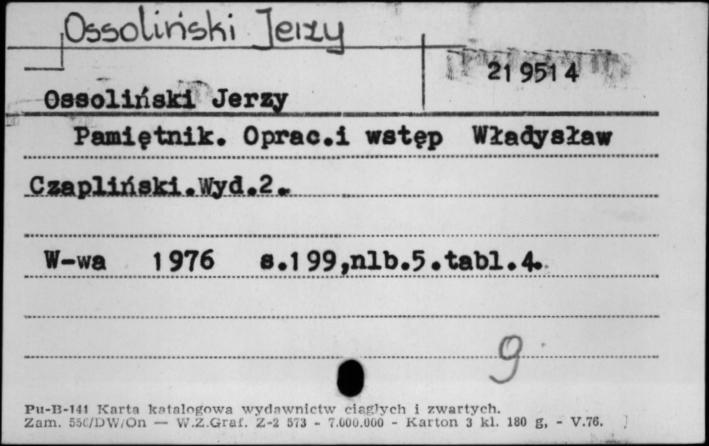 Ossoliński Jerzy
219514
Ossoliński Jerzy
Pamiętnik. Oprac.i wstęp Władysław
Czapliński.Wyd.2.
W-wa 1976 s.199,nlb.5.tabl.4.
9
Pu-B-141 Karta katalogowa wydawnictw ciągłych i zwartych.
Zam. 550/DW/On — W.Z.Graf. Z-2 573 - 7.000.000 - Karton 3 kl. 180 g, - V.76.